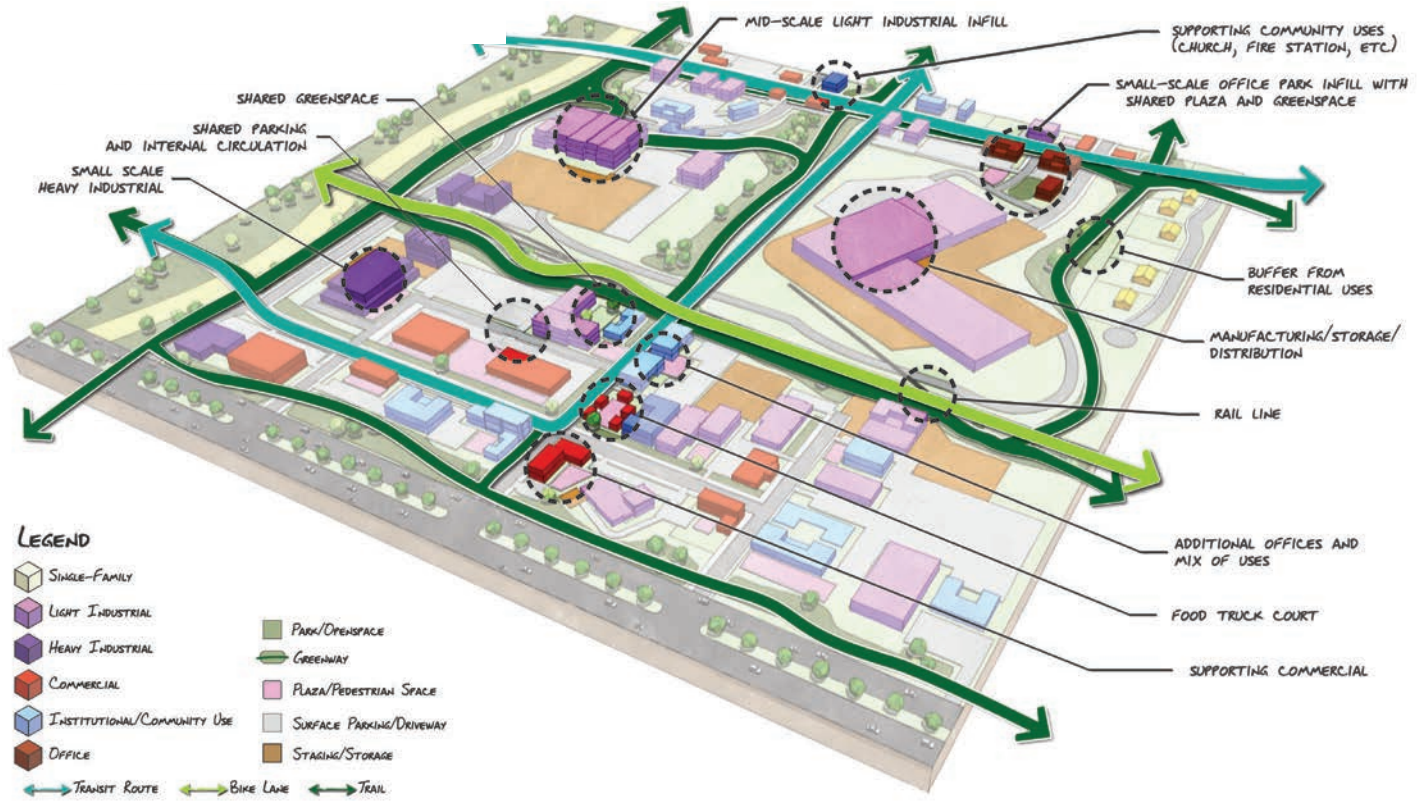 MID-SCALE LIGHT INDUSTRIAL INFILL
SUPPORTING COMMUNITY USES
(CHURCH, FIRE STATION, ETC.)
SHARED GREENSPACE
SMALL-SCALE OFFICE PARK INFILL WITH
SHARED PLAZA AND GREENSPACE
SHARED PARKING
AND INTERNAL CIRCULATION
SMALL SCALE
HEAVY INDUSTRIAL
BUFFER FROM
RESIDENTIAL USES
MANUFACTURING/STORAGE/
DISTRIBUTION
RAIL LINE
ADDITIONAL OFFICES AND
MIX OF USES
FOOD TRUCK COURT
SUPPORTING COMMERCIAL
LEGEND
SINGLE-FAMILY
LIGHT INDUSTRIAL
HEAVY INDUSTRIAL
COMMERCIAL
INSTITUTIONAL/COMMUNITY USE
OFFICE
PARK/OPENSPACE
GREENWAY
PLAZA/PEDESTRIAN SPACE
SURFACE PARKING/DRIVEWAY
STAGING/STORAGE
TRANSIT ROUTE
BIKE LANE
TRAIL